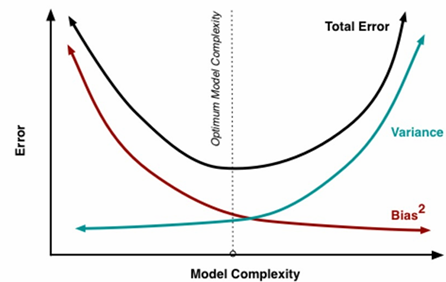 Total Error
Optimum Model Complexity
Error
Variance
Bias²
Model Complexity